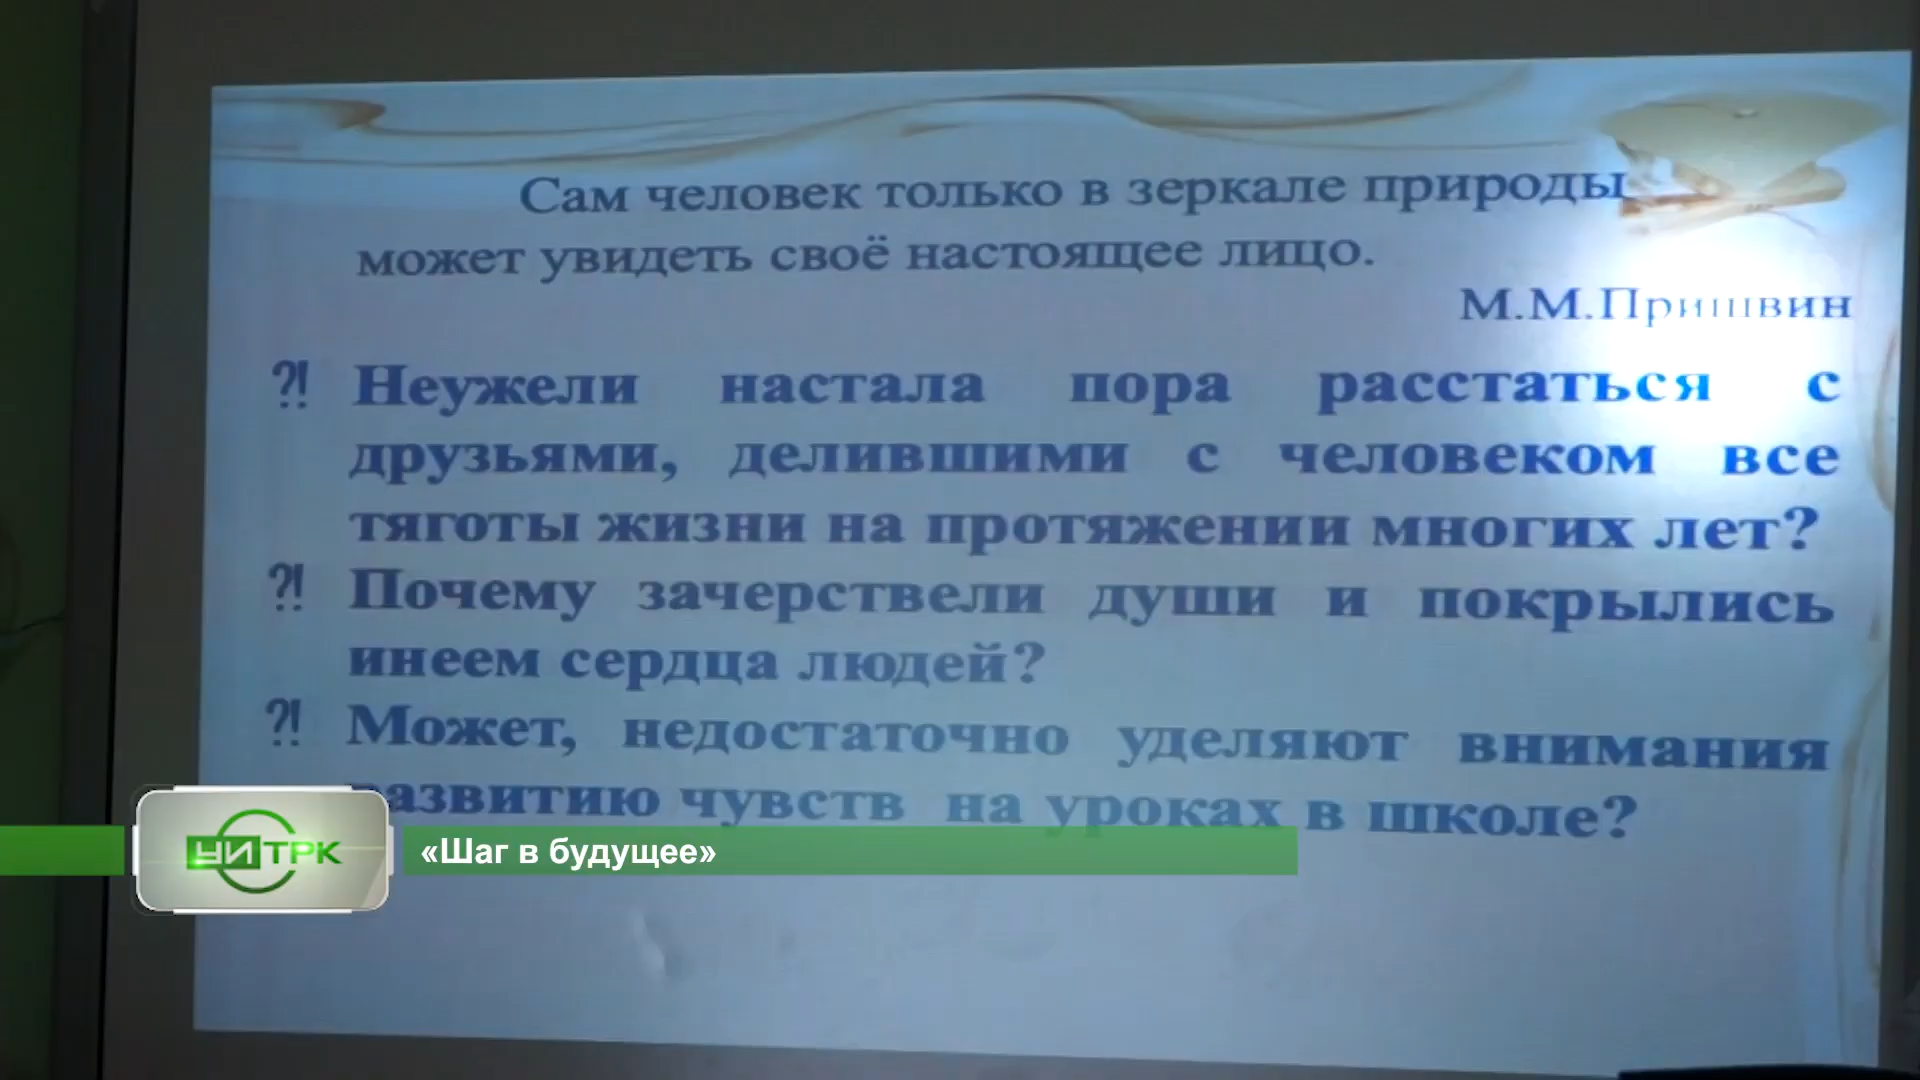 Сам человек только в зеркале природы
может увидеть своё настоящее лицо.
М.М.Пришвин
?! Неужели настала пора расстаться с
друзьями, делившими с человеком все
тяготы жизни на протяжении многих лет?
?! Почему зачерствели души и покрылись
инеем сердца людей?
?! Может, недостаточно уделяют внимания
развитию чувств на уроках в школе?
УИТРК
«Шаг в будущее»